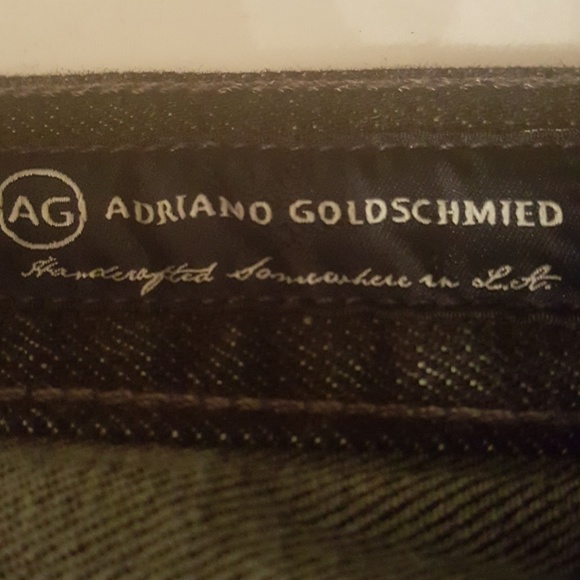 AG ADRIANO GOLDSCHMIED
Handcrafted Somewhere in L.A.